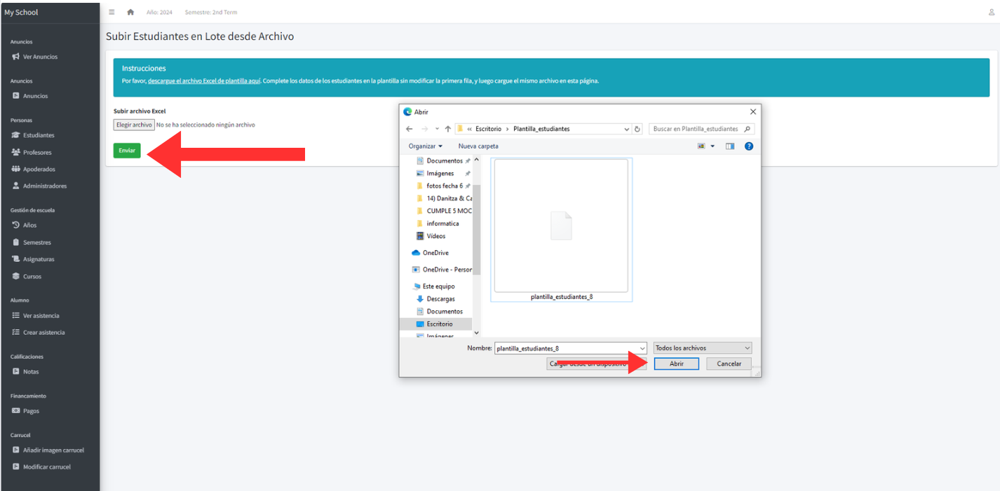 My School
Año: 2024 Semestre: 2nd Term
Anuncios
Ver Anuncios
Anuncios
Anuncios
Personas
Estudiantes
Profesores
Apoderados
Administradores
Gestión de escuela
Años
Semestres
Asignaturas
Cursos
Alumno
Ver asistencia
Crear asistencia
Calificaciones
Notas
Financamiento
Pagos
Carrucel
Añadir imagen carrucel
Modificar carrucel
Subir Estudiantes en Lote desde Archivo
Instrucciones
Por favor, descargue el archivo Excel de plantilla aquí. Complete los datos de los estudiantes en la plantilla sin modificar la primera fila, y luego cargue el mismo archivo en esta página.
Subir archivo Excel
Elegir archivo No se ha seleccionado ningún archivo
Enviar
Abrir
« Escritorio › Plantilla_estudiantes
Buscar en Plantilla_estudiantes
Organizar Nueva carpeta
Documentos
Imágenes
fotos fecha 6
14) Danitza & Ca
CUMPLE 5 MOC
informatica
Vídeos
OneDrive
OneDrive - Person
Este equipo
Descargas
Documentos
Escritorio
Imágenes
plantilla_estudiantes_8
Nombre: plantilla_estudiantes_8 Todos los archivos
Cargar desde un dispositivo Abrir Cancelar